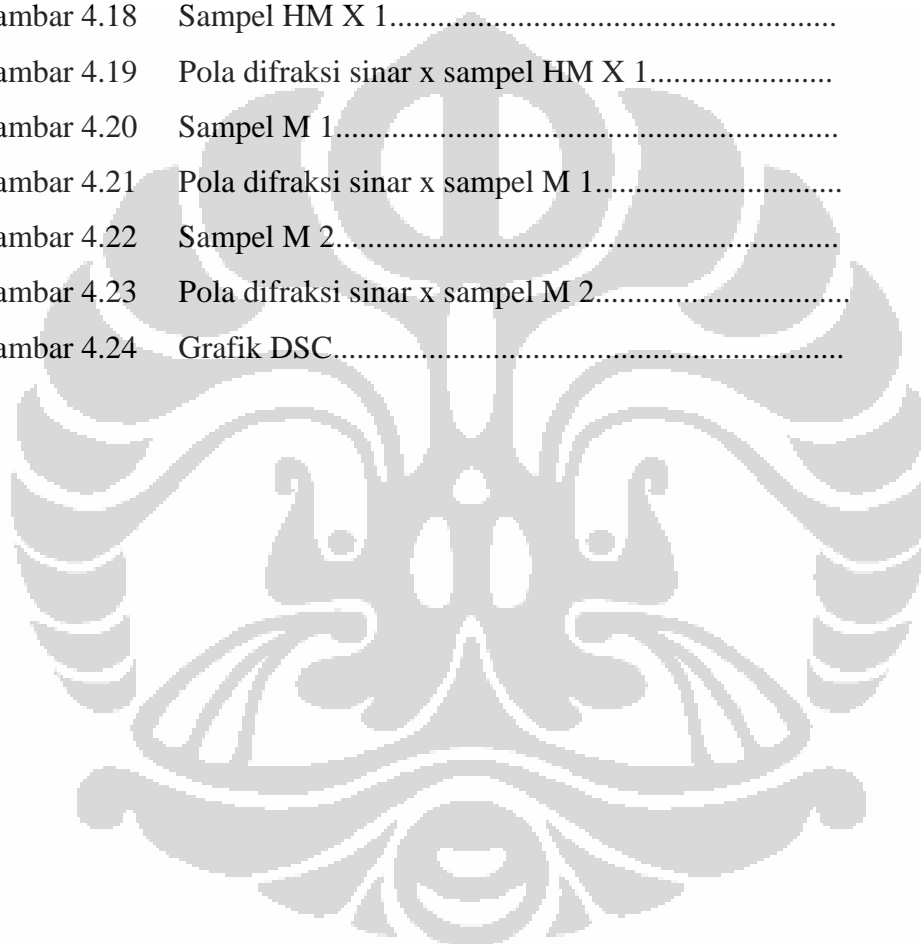 ambar 4.18 Sampel HM X 1.........................................................
ambar 4.19 Pola difraksi sinar x sampel HM X 1.......................
ambar 4.20 Sampel M 1................................................................
ambar 4.21 Pola difraksi sinar x sampel M 1...............................
ambar 4.22 Sampel M 2................................................................
ambar 4.23 Pola difraksi sinar x sampel M 2................................
ambar 4.24 Grafik DSC.................................................................